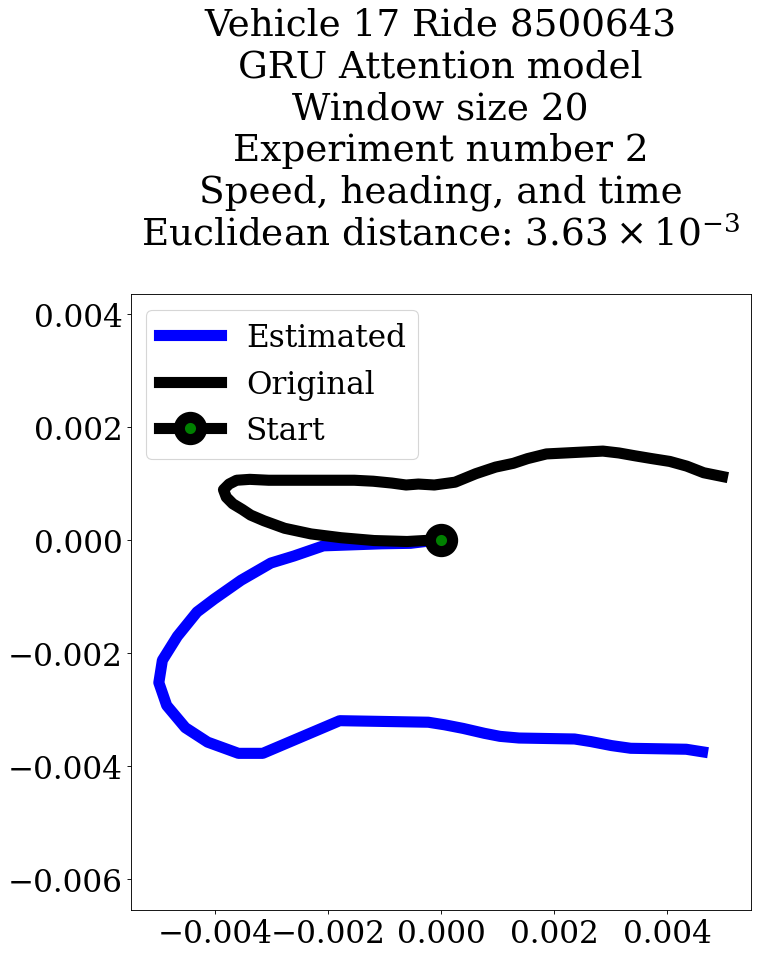 Vehicle 17 Ride 8500643
GRU Attention model
Window size 20
Experiment number 2
Speed, heading, and time
Euclidean distance: 3.63 × 10⁻³
0.004
0.002
0.000
−0.002
−0.004
−0.006
Estimated
Original
Start
−0.004 −0.002 0.000 0.002 0.004